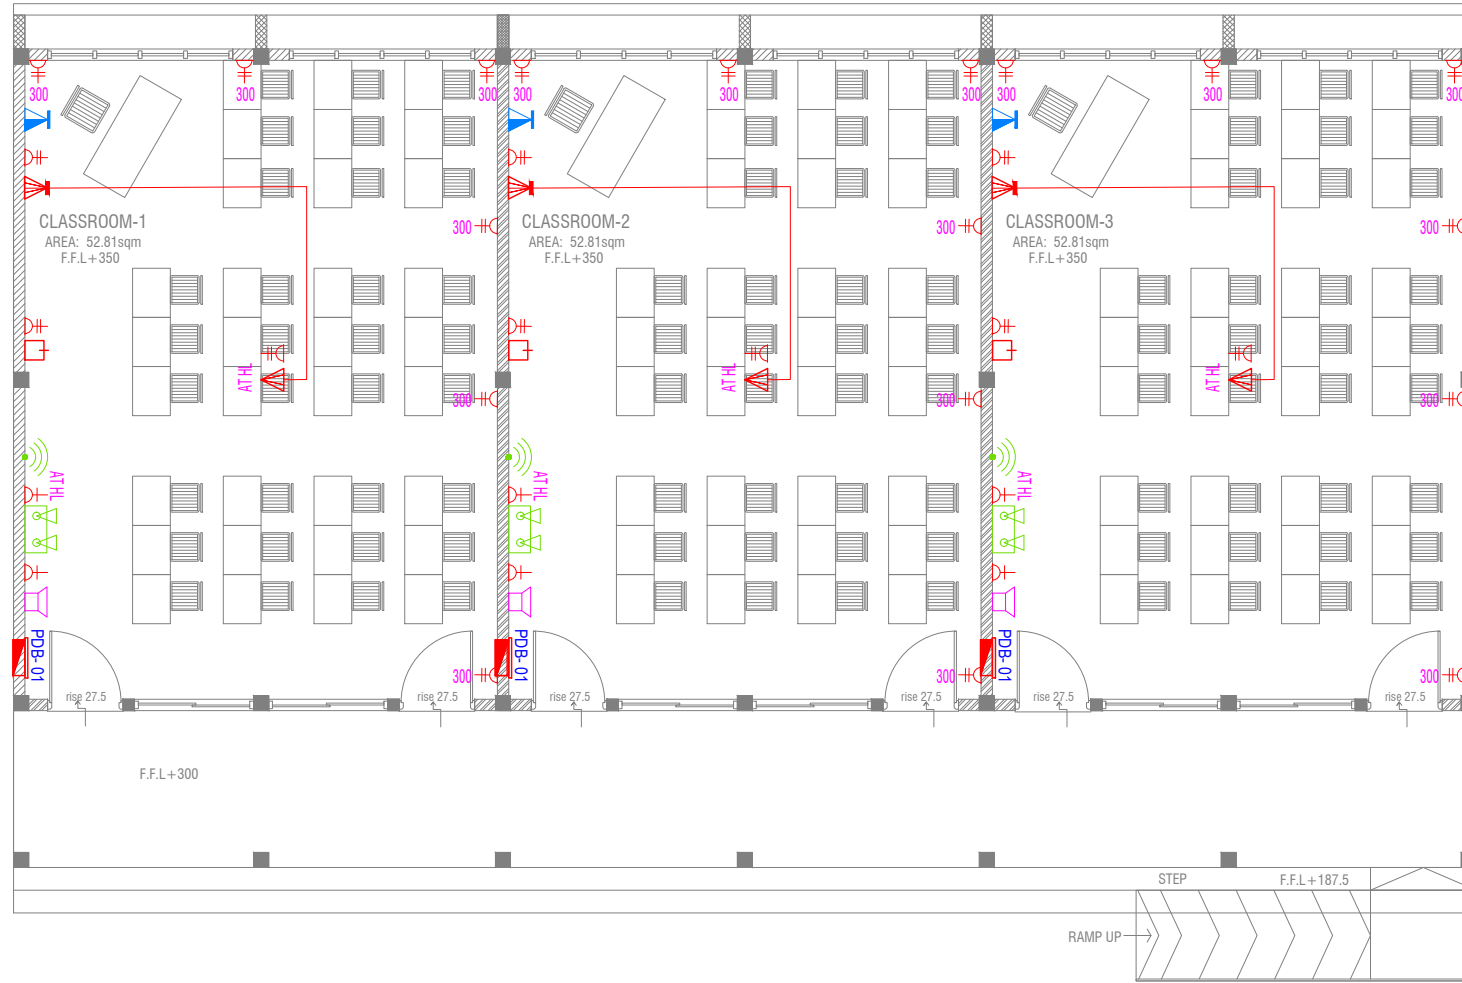 300
300
300
300
300
300
300
300
300
CLASSROOM-1
AREA: 52.81sqm
F.F.L+350
300
CLASSROOM-2
AREA: 52.81sqm
F.F.L+350
300
CLASSROOM-3
AREA: 52.81sqm
F.F.L+350
300
AT HL
300
AT HL
300
AT HL
300
AT HL
AT HL
AT HL
PDB-01
PDB-01
PDB-01
300
300
300
rise 27.5
rise 27.5
rise 27.5
rise 27.5
rise 27.5
rise 27.5
F.F.L+300
STEP
F.F.L+187.5
RAMP UP